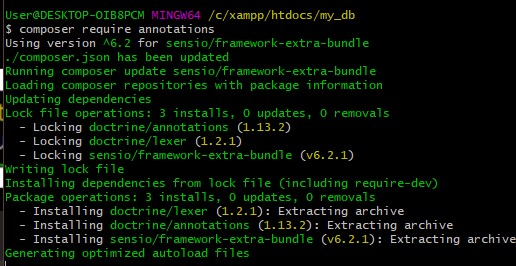 User@DESKTOP-OIB8PCM MINGW64 /c/xampp/htdocs/my_db
$ composer require annotations
Using version ^6.2 for sensio/framework-extra-bundle
./composer.json has been updated
Running composer update sensio/framework-extra-bundle
Loading composer repositories with package information
Updating dependencies
Lock file operations: 3 installs, 0 updates, 0 removals
  - Locking doctrine/annotations (1.13.2)
  - Locking doctrine/lexer (1.2.1)
  - Locking sensio/framework-extra-bundle (v6.2.1)
Writing lock file
Installing dependencies from lock file (including require-dev)
Package operations: 3 installs, 0 updates, 0 removals
  - Installing doctrine/lexer (1.2.1): Extracting archive
  - Installing doctrine/annotations (1.13.2): Extracting archive
  - Installing sensio/framework-extra-bundle (v6.2.1): Extracting archive
Generating optimized autoload files